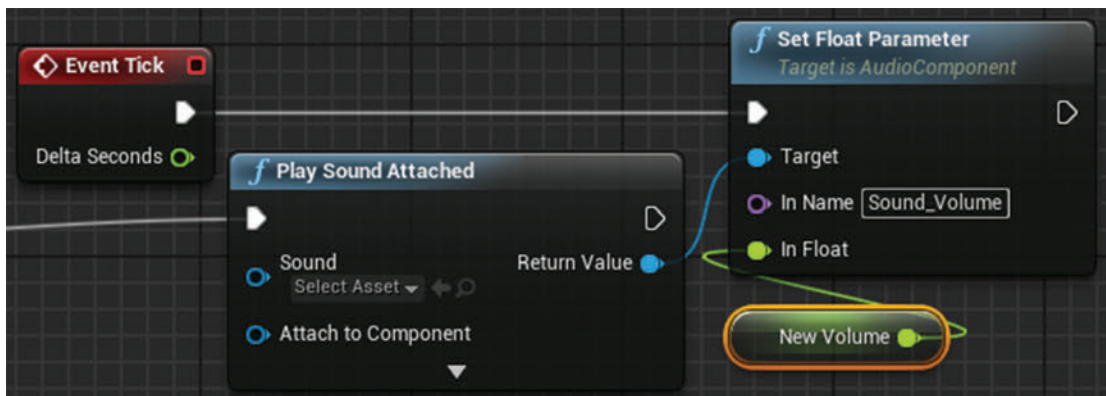 Event Tick
Delta Seconds
Play Sound Attached
Sound
Select Asset
Attach to Component
Return Value
Set Float Parameter
Target is AudioComponent
Target
In Name Sound_Volume
In Float
New Volume